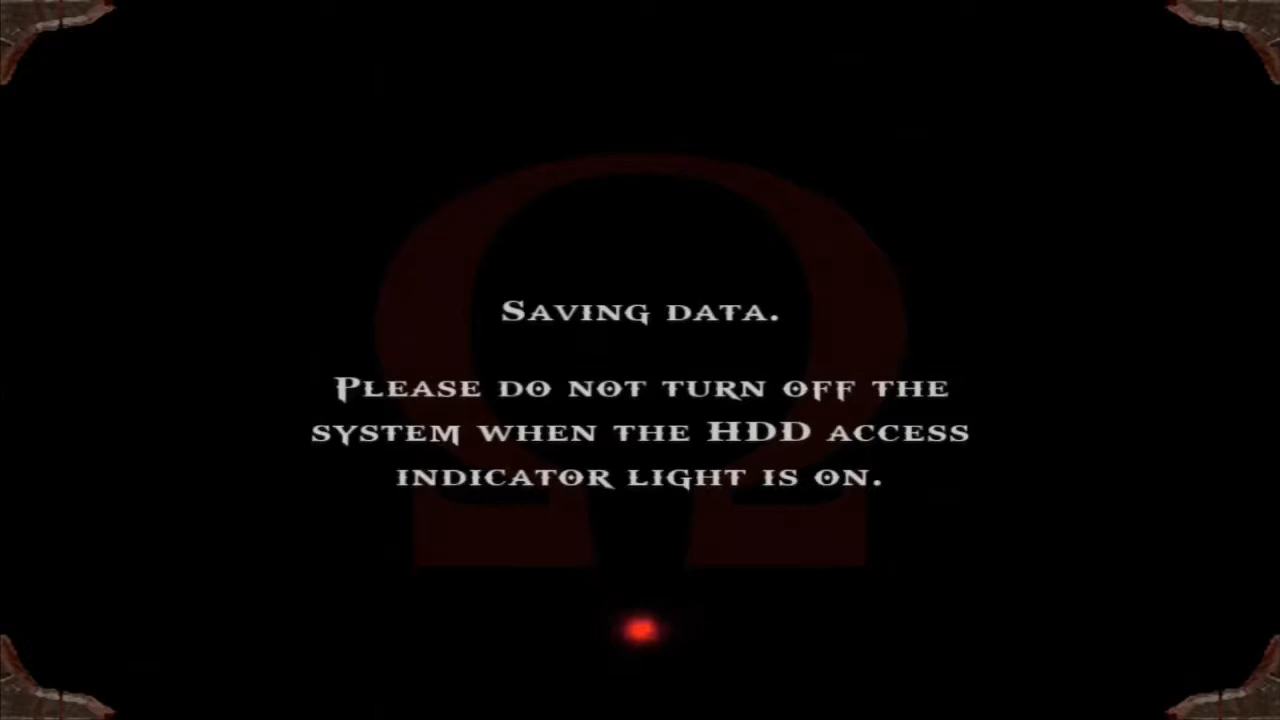 Saving data.
Please do not turn off the
system when the HDD access
indicator light is on.